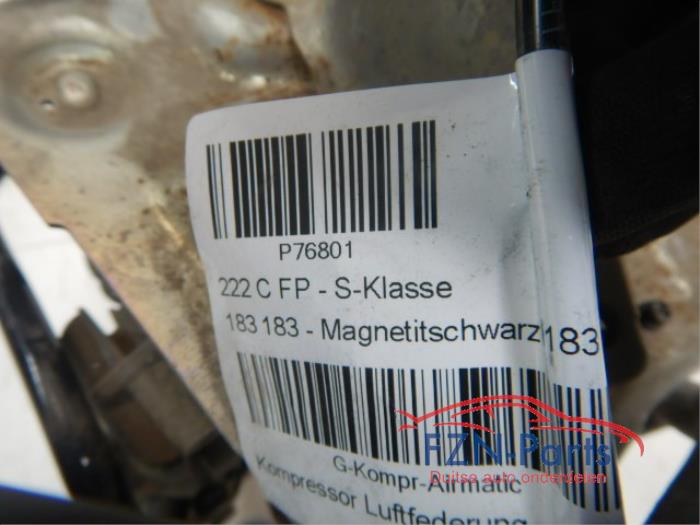 P76801
222 C FP - S-Klasse
183 183 - Magnetitschwarz 183
G-Kompr-Airmatic
Kompressor Luftfederung
FZN-Parts
Duitse auto onderdelen